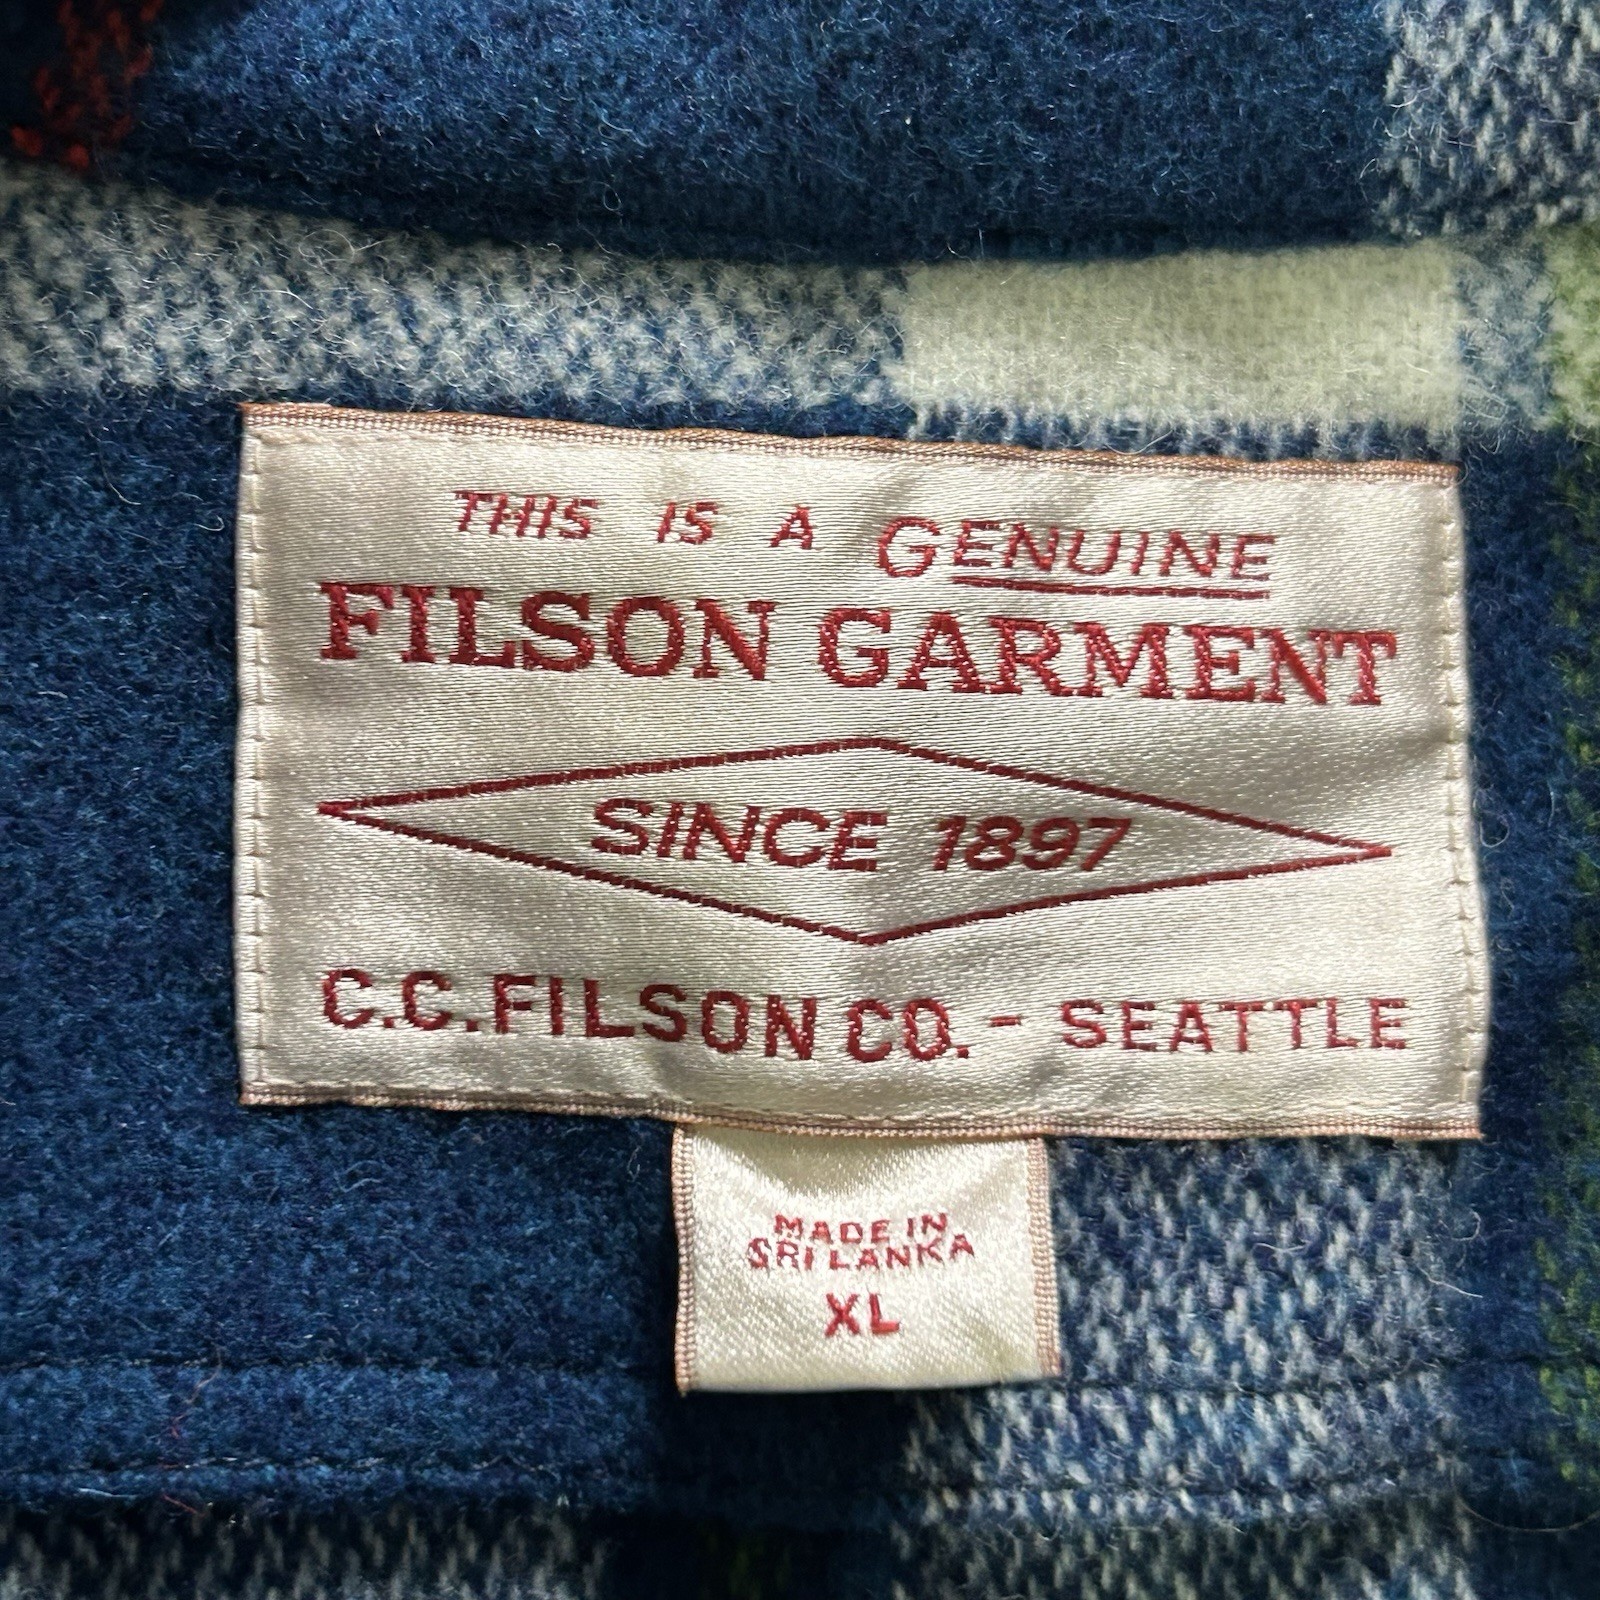 THIS IS A GENUINE
FILSON GARMENT
SINCE 1897
C.C. FILSON CO. - SEATTLE
MADE IN
SRI LANKA
XL